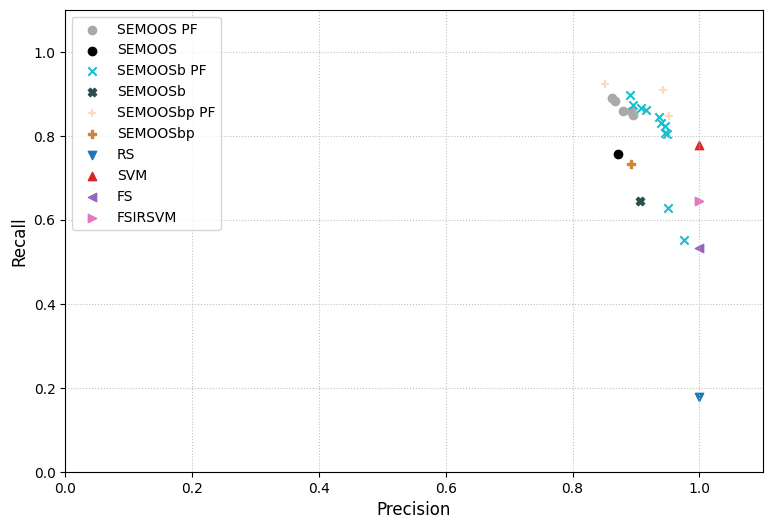 SEMOOS PF
SEMOOS
SEMOOSb PF
SEMOOSb
SEMOOSbp PF
SEMOOSbp
RS
SVM
FS
FSIRSVM
1.0
0.8
0.6
0.4
0.2
0.0
Recall
0.0 0.2 0.4 0.6 0.8 1.0
Precision